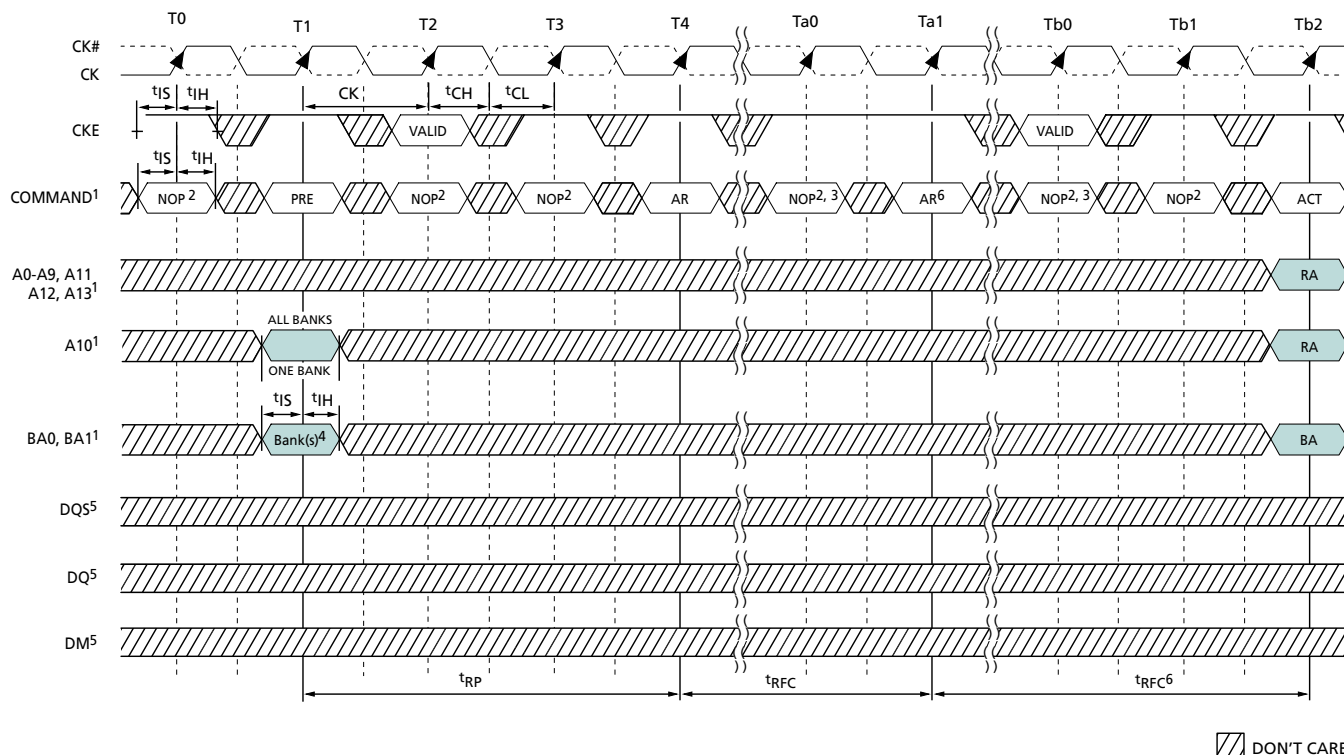 T0 T1 T2 T3 T4 Ta0 Ta1 Tb0 Tb1 Tb2
CK#
CK
tIS tIH CK tCH tCL
CKE VALID VALID
tIS tIH
COMMAND1 NOP2 PRE NOP2 NOP2 AR NOP2, 3 AR6 NOP2, 3 NOP2 ACT
A0-A9, A11
A12, A131 RA
ALL BANKS
A101 RA
ONE BANK
tIS tIH
BA0, BA11 Bank(s)4 BA
DQS5
DQ5
DM5
tRP tRFC tRFC6
DON'T CARE